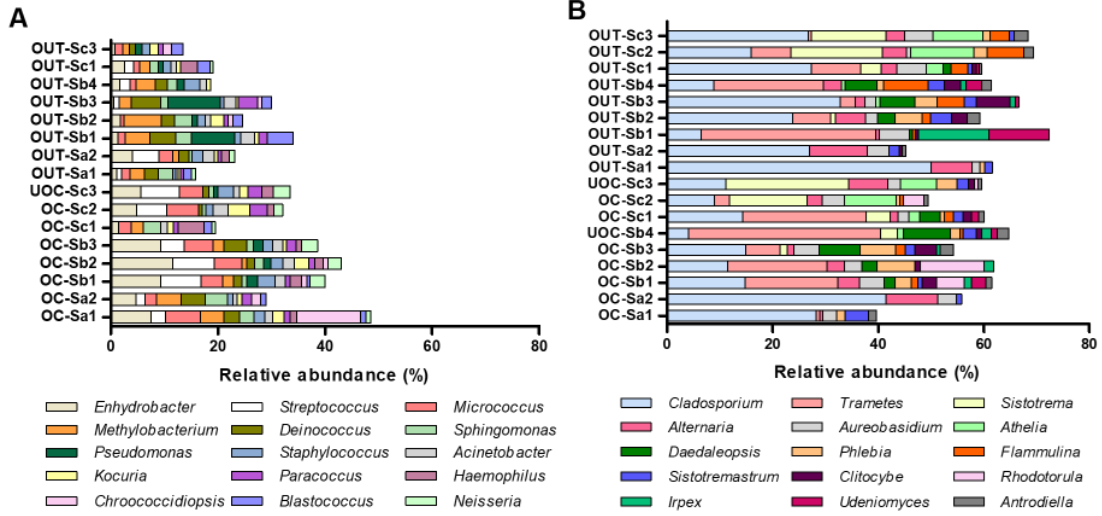 A
OUT-Sc3
OUT-Sc1
OUT-Sb4
OUT-Sb3
OUT-Sb2
OUT-Sb1
OUT-Sa2
OUT-Sa1
UOC-Sc3
OC-Sc2
OC-Sc1
OC-Sb3
OC-Sb2
OC-Sb1
OC-Sa2
OC-Sa1
0 20 40 60 80
Relative abundance (%)
Enhydrobacter Streptococcus Micrococcus
Methylobacterium Deinococcus Sphingomonas
Pseudomonas Staphylococcus Acinetobacter
Kocuria Paracoccus Haemophilus
Chroococcidiopsis Blastococcus Neisseria
B
OUT-Sc3
OUT-Sc2
OUT-Sc1
OUT-Sb4
OUT-Sb3
OUT-Sb2
OUT-Sb1
OUT-Sa2
OUT-Sa1
UOC-Sc3
OC-Sc2
OC-Sc1
UOC-Sb4
OC-Sb3
OC-Sb2
OC-Sb1
OC-Sa2
OC-Sa1
0 20 40 60 80
Relative abundance (%)
Cladosporium Trametes Sistotrema
Alternaria Aureobasidium Athelia
Daedaleopsis Phlebia Flammulina
Sistotremastrum Clitocybe Rhodotorula
Irpex Udeniomyces Antrodiella